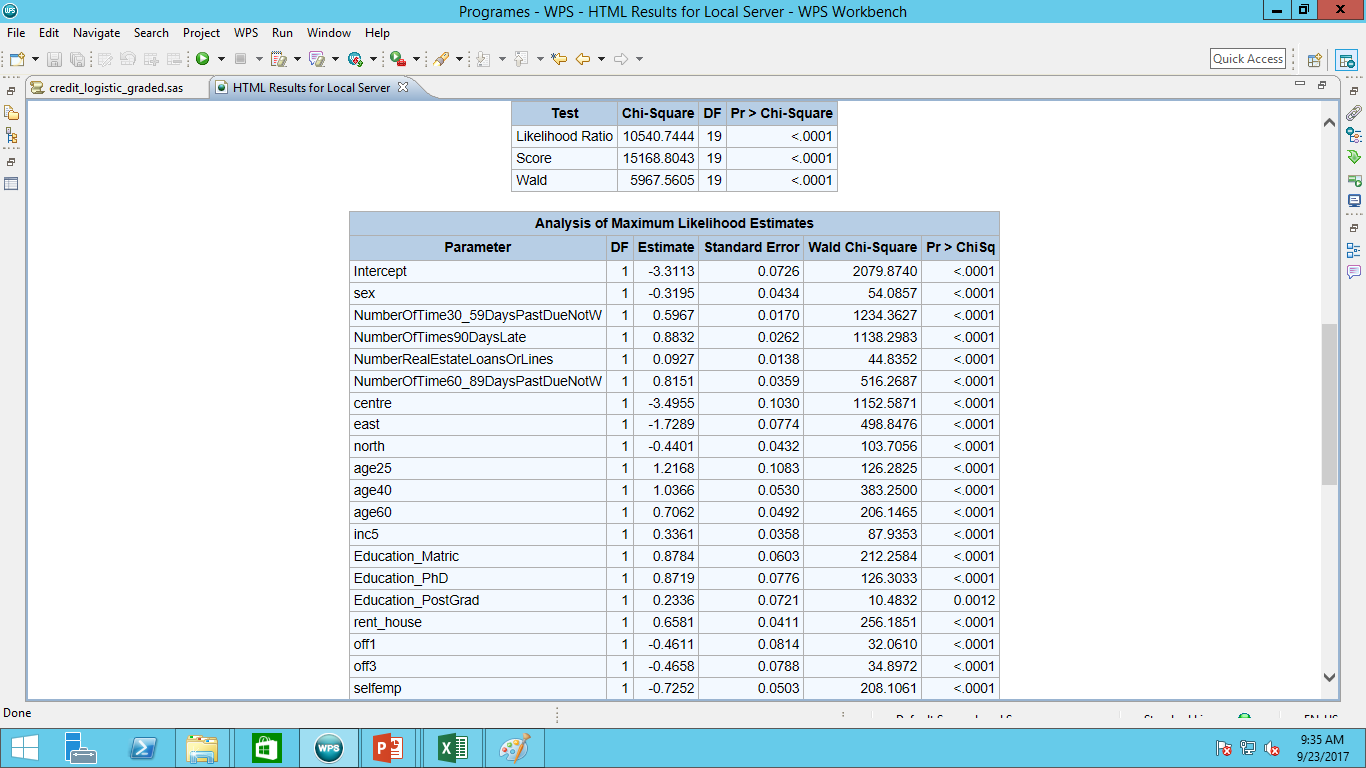 Programes - WPS - HTML Results for Local Server - WPS Workbench
File Edit Navigate Search Project WPS Run Window Help
Quick Access
credit_logistic_graded.sas HTML Results for Local Server
Test Chi-Square DF Pr > Chi-Square
Likelihood Ratio 10540.7444 19 <.0001
Score 15168.8043 19 <.0001
Wald 5967.5605 19 <.0001
Analysis of Maximum Likelihood Estimates
Parameter DF Estimate Standard Error Wald Chi-Square Pr > ChiSq
Intercept 1 -3.3113 0.0726 2079.8740 <.0001
sex 1 -0.3195 0.0434 54.0857 <.0001
NumberOfTime30_59DaysPastDueNotW 1 0.5967 0.0170 1234.3627 <.0001
NumberOfTimes90DaysLate 1 0.8832 0.0262 1138.2983 <.0001
NumberRealEstateLoansOrLines 1 0.0927 0.0138 44.8352 <.0001
NumberOfTime60_89DaysPastDueNotW 1 0.8151 0.0359 516.2687 <.0001
centre 1 -3.4955 0.1030 1152.5871 <.0001
east 1 -1.7289 0.0774 498.8476 <.0001
north 1 -0.4401 0.0432 103.7056 <.0001
age25 1 1.2168 0.1083 126.2825 <.0001
age40 1 1.0366 0.0530 383.2500 <.0001
age60 1 0.7062 0.0492 206.1465 <.0001
inc5 1 0.3361 0.0358 87.9353 <.0001
Education_Matric 1 0.8784 0.0603 212.2584 <.0001
Education_PhD 1 0.8719 0.0776 126.3033 <.0001
Education_PostGrad 1 0.2336 0.0721 10.4832 0.0012
rent_house 1 0.6581 0.0411 256.1851 <.0001
off1 1 -0.4611 0.0814 32.0610 <.0001
off3 1 -0.4658 0.0788 34.8972 <.0001
selfemp 1 -0.7252 0.0503 208.1061 <.0001
Done
WPS
9:35 AM
9/23/2017